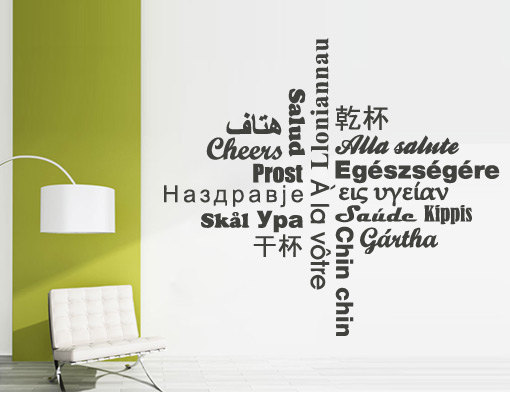 هتاف
Salud
Lloniannau
乾杯
Cheers
Alla salute
Prost
Egészségére
Наздравје
À la vôtre
`εις υγείαν
Skål
Ура
Saúde
Kippis
干杯
Chin chin
Gártha